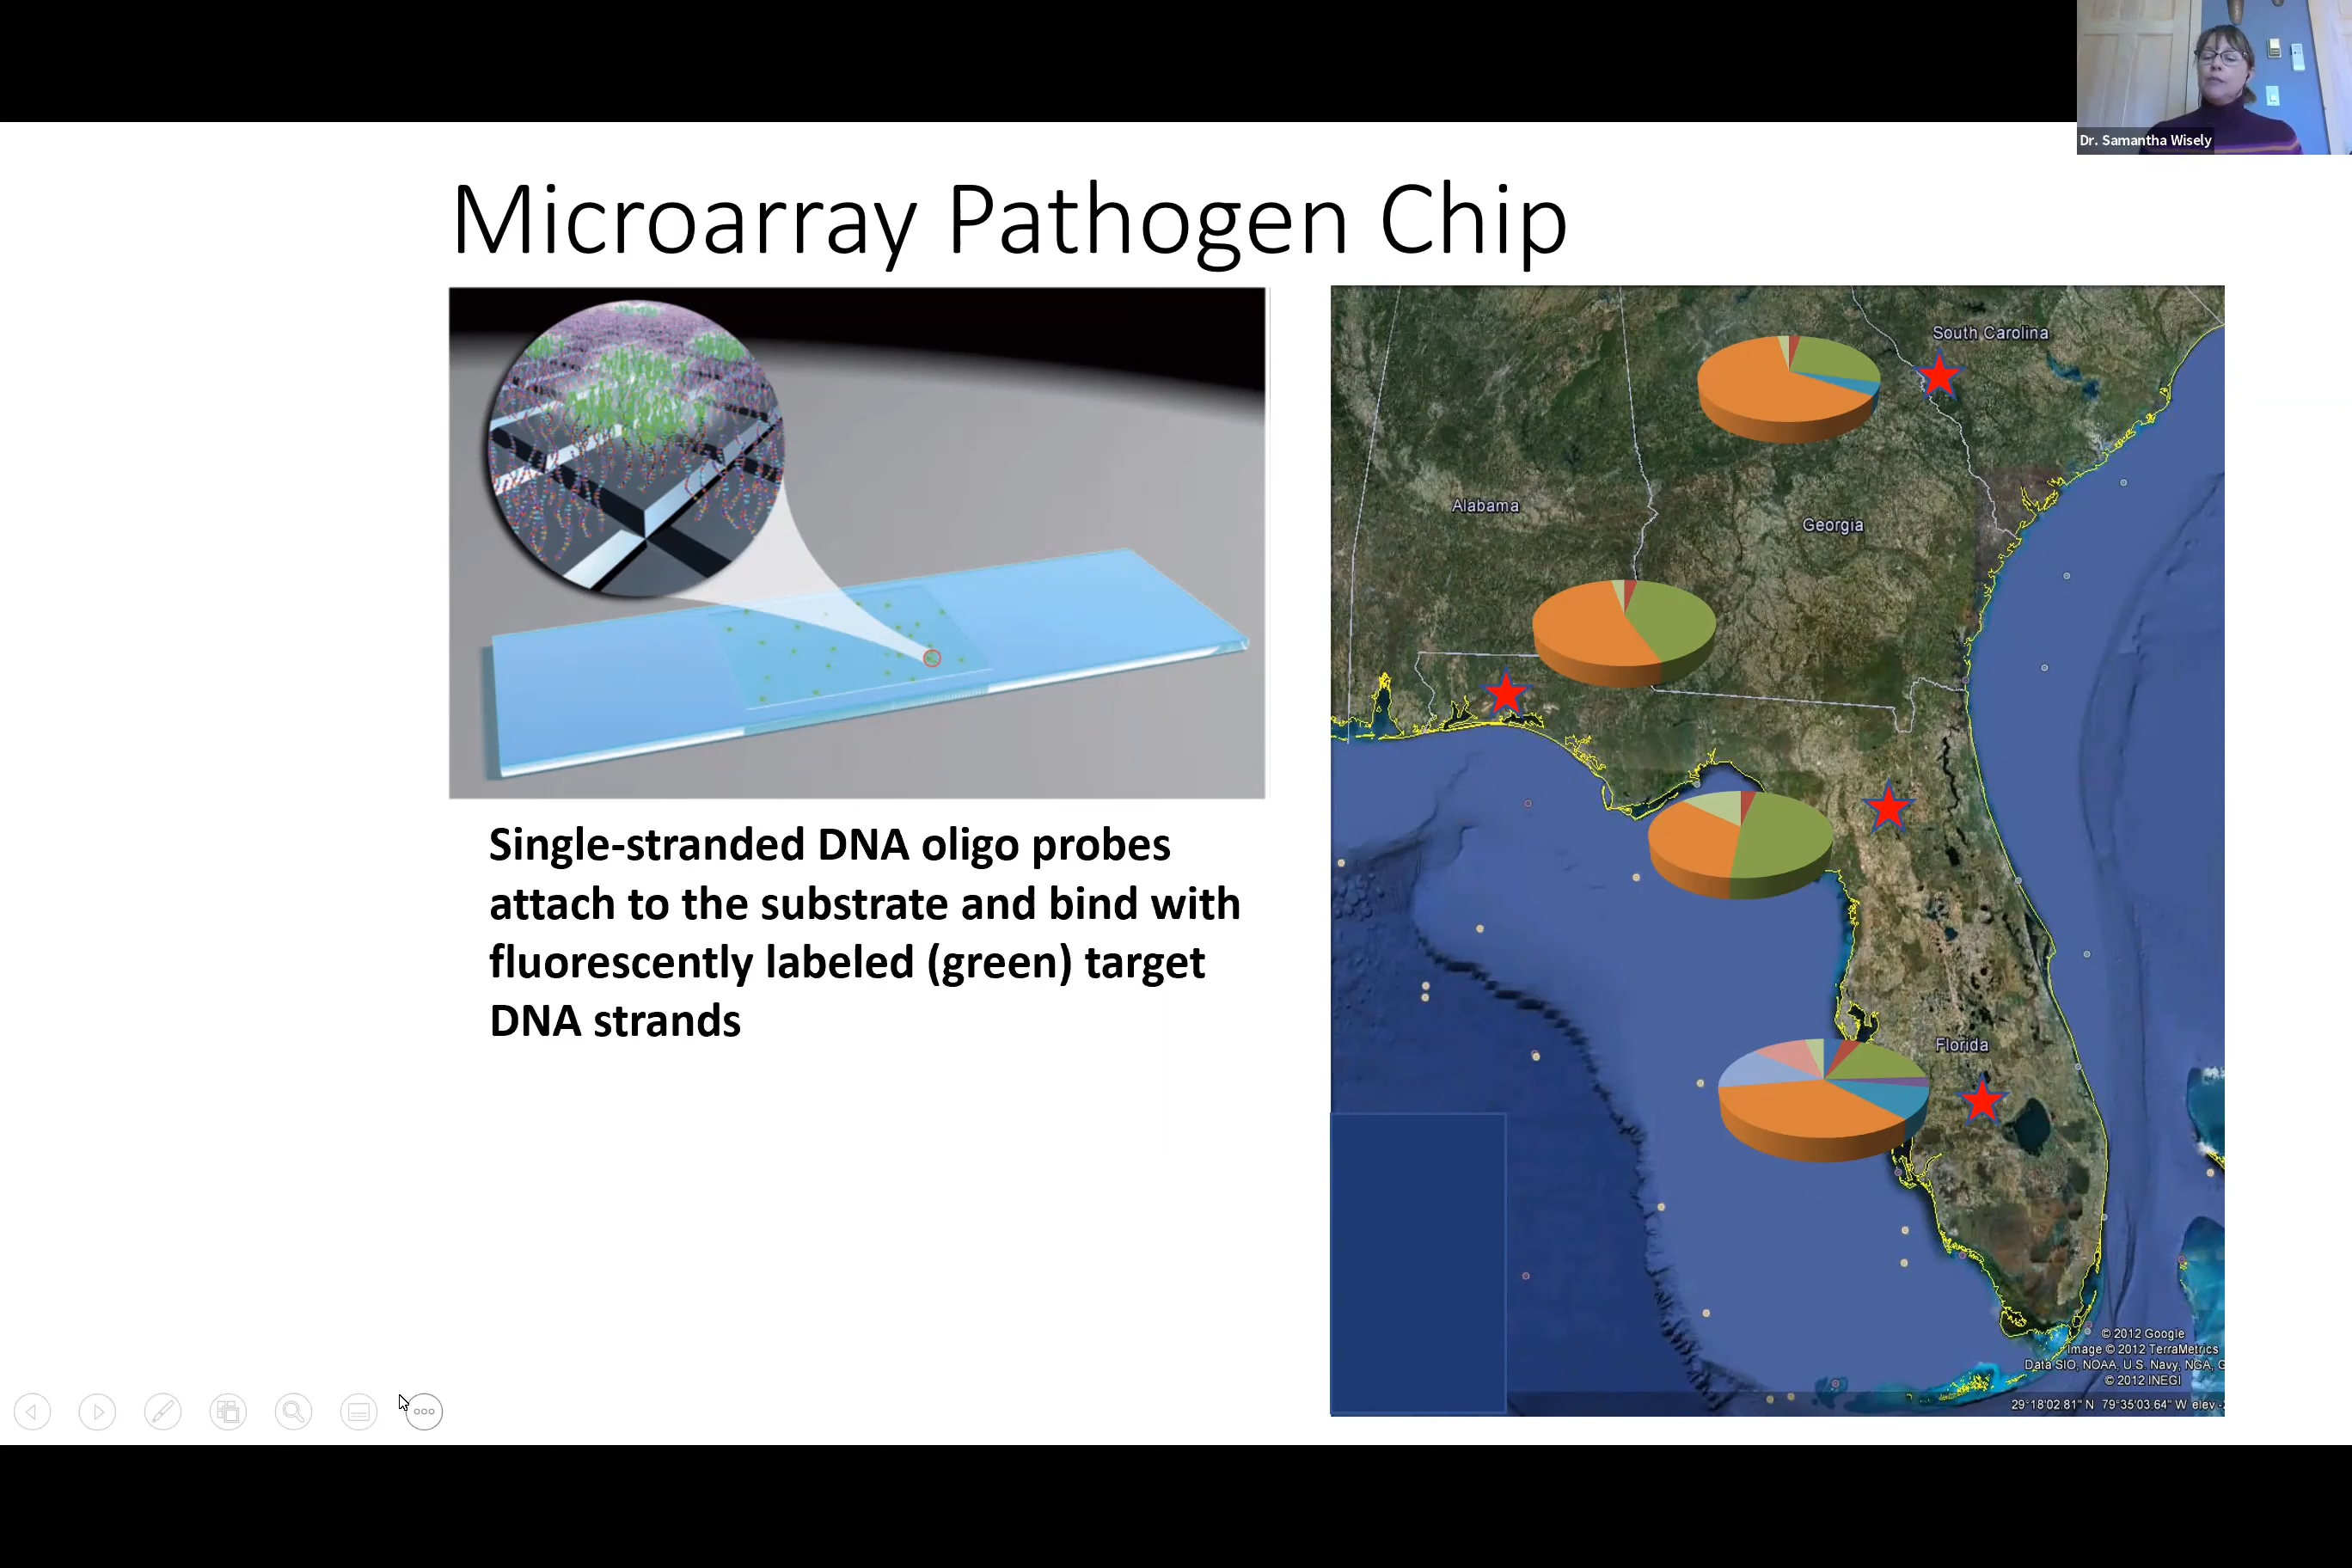 Dr. Samantha Wisely
Microarray Pathogen Chip
South Carolina
Alabama
Georgia
Single-stranded DNA oligo probes
attach to the substrate and bind with
fluorescently labeled (green) target
DNA strands
Florida
© 2012 Google
Image © 2012 TerraMetrics
Data SIO, NOAA, U.S. Navy, NGA, G
© 2012 INEGI
29°18'02.81" N 79°35'03.64" W elev -